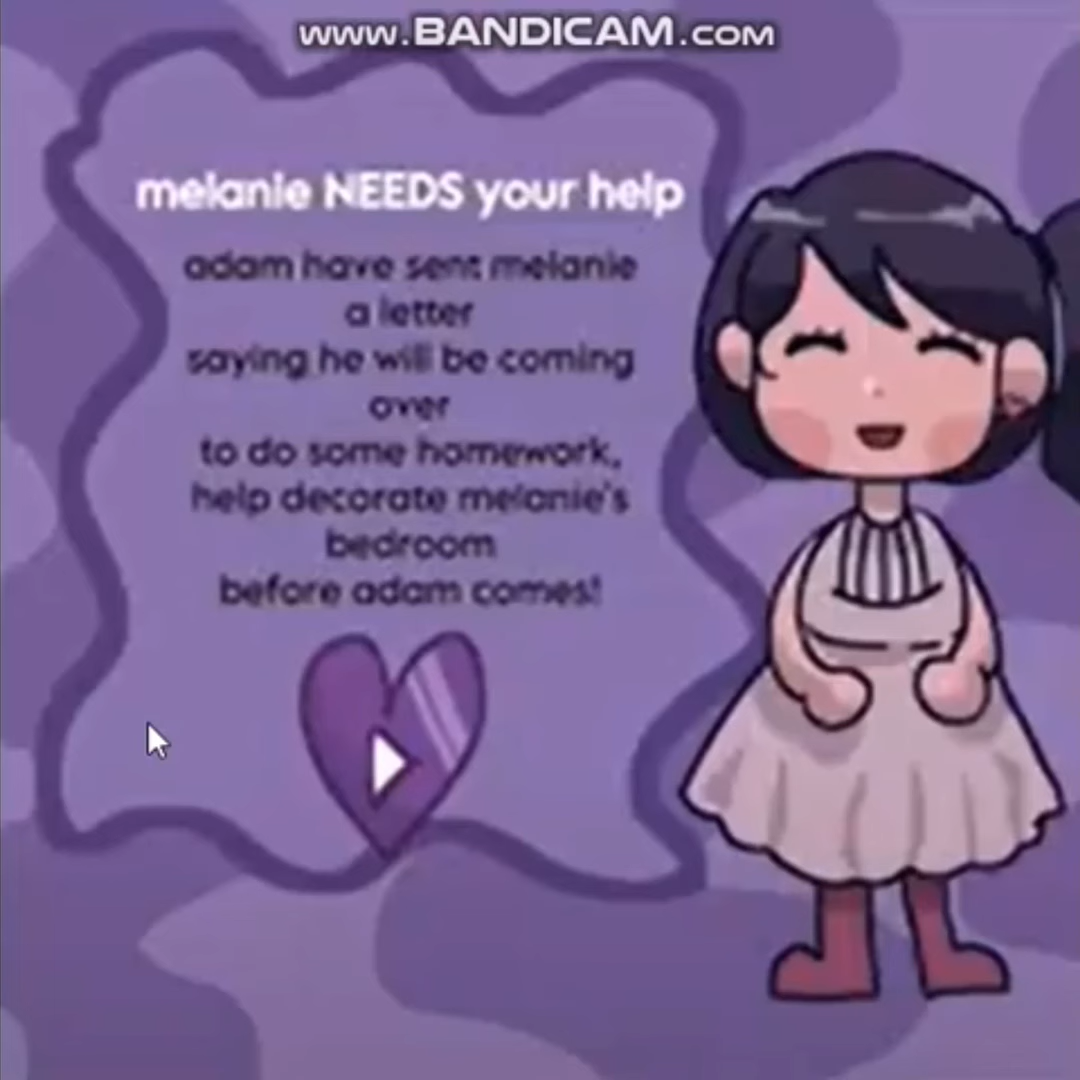 www.BANDICAM.com
melanie NEEDS your help
adam have sent melanie
a letter
saying he will be coming
over
to do some homework,
help decorate melanie's
bedroom
before adam comes!